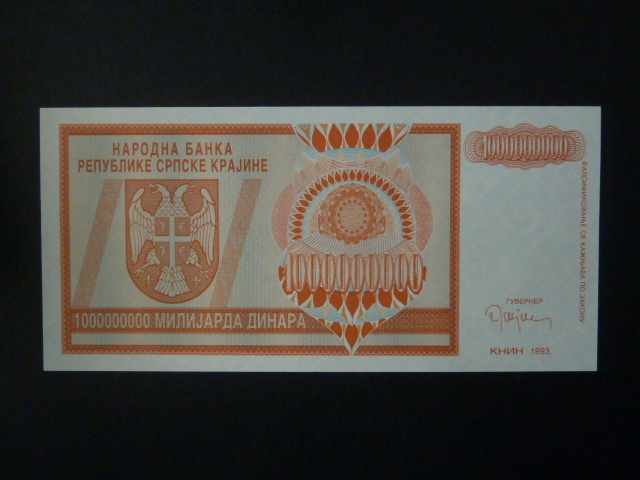 НАРОДНА БАНКА
РЕПУБЛИКЕ СРПСКЕ КРАЈИНЕ
1000000000
1000000000
1000000000 МИЛИЈАРДА ДИНАРА
ФАЛСИФИКОВАЊЕ СЕ КАЖЊАВА ПО ЗАКОНУ
ГУВЕРНЕР
КНИН 1993.